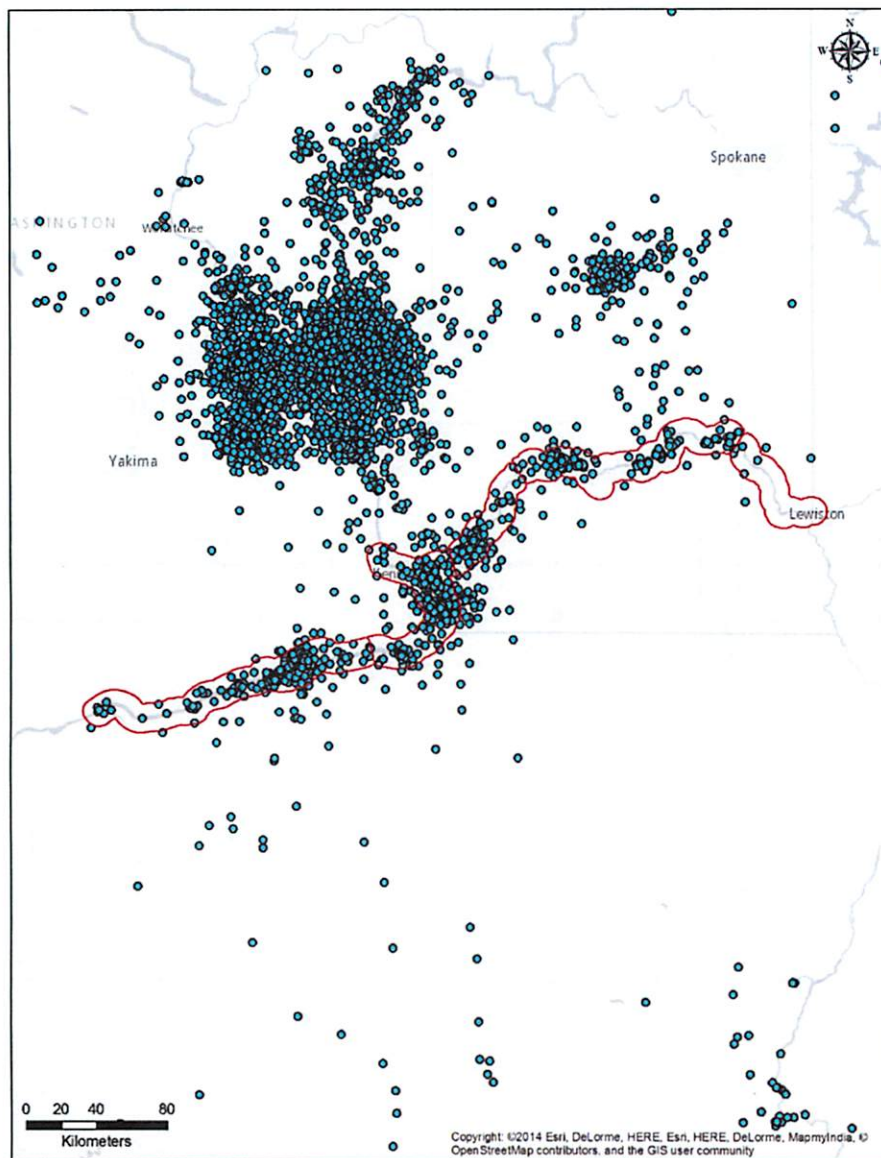 N
W E
S
Spokane
ASHINGTON
Yakima
Lewiston
0 20 40 80
Kilometers
Copyright: ©2014 Esri, DeLorme, HERE, Esri, HERE, DeLorme, MapmyIndia, ©
OpenStreetMap contributors, and the GIS user community